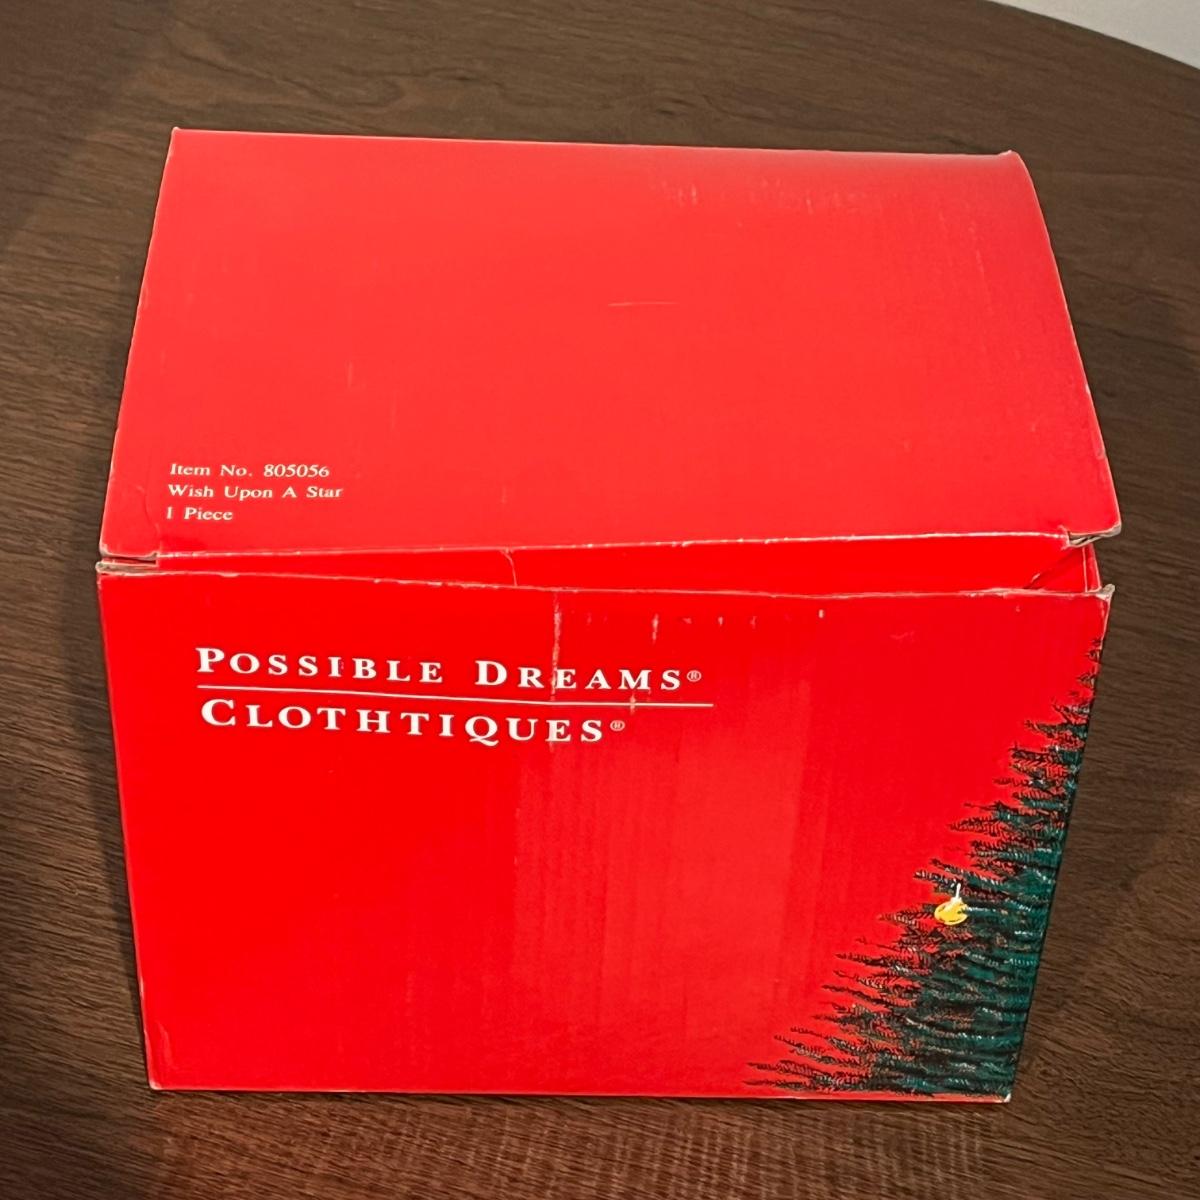 Item No. 805056
Wish Upon A Star
1 Piece
POSSIBLE DREAMS®
CLOTHTIQUES®